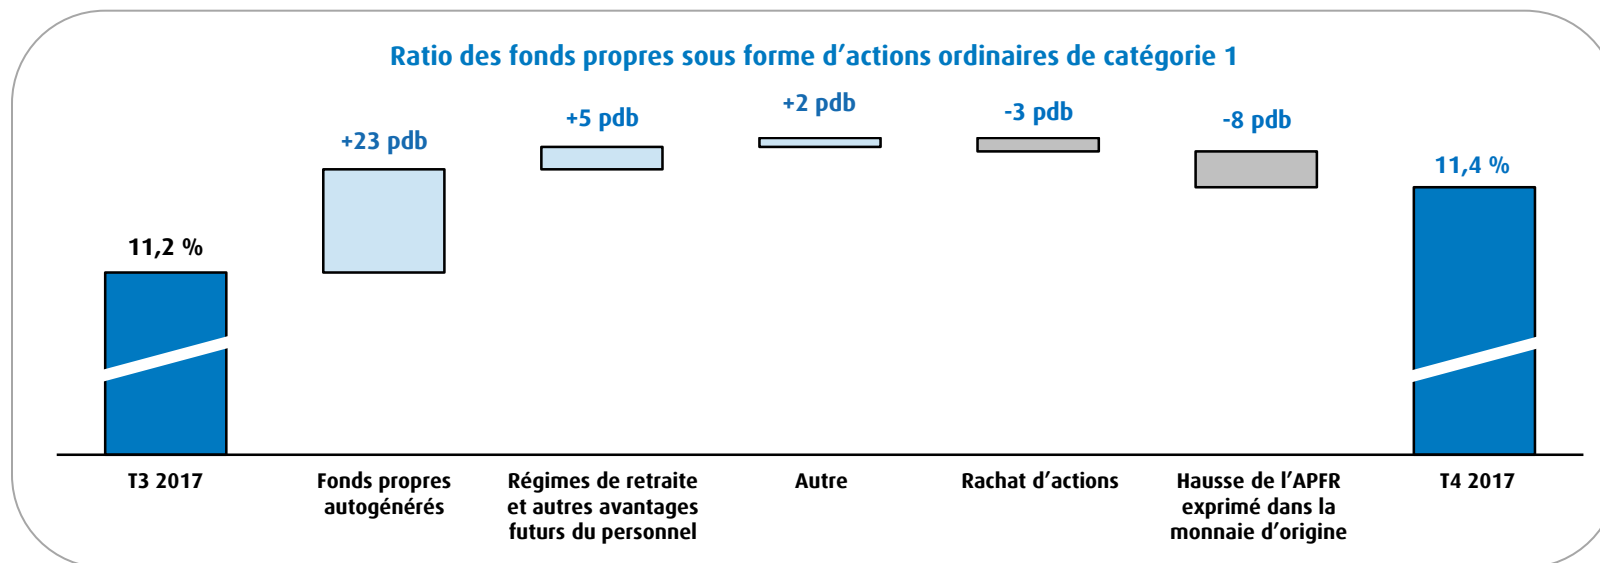 Ratio des fonds propres sous forme d’actions ordinaires de catégorie 1
+23 pdb
+5 pdb
+2 pdb
-3 pdb
-8 pdb
11,2 %
11,4 %
T3 2017
Fonds propres
autogénérés
Régimes de retraite
et autres avantages
futurs du personnel
Autre
Rachat d’actions
Hausse de l’APFR
exprimé dans la
monnaie d’origine
T4 2017